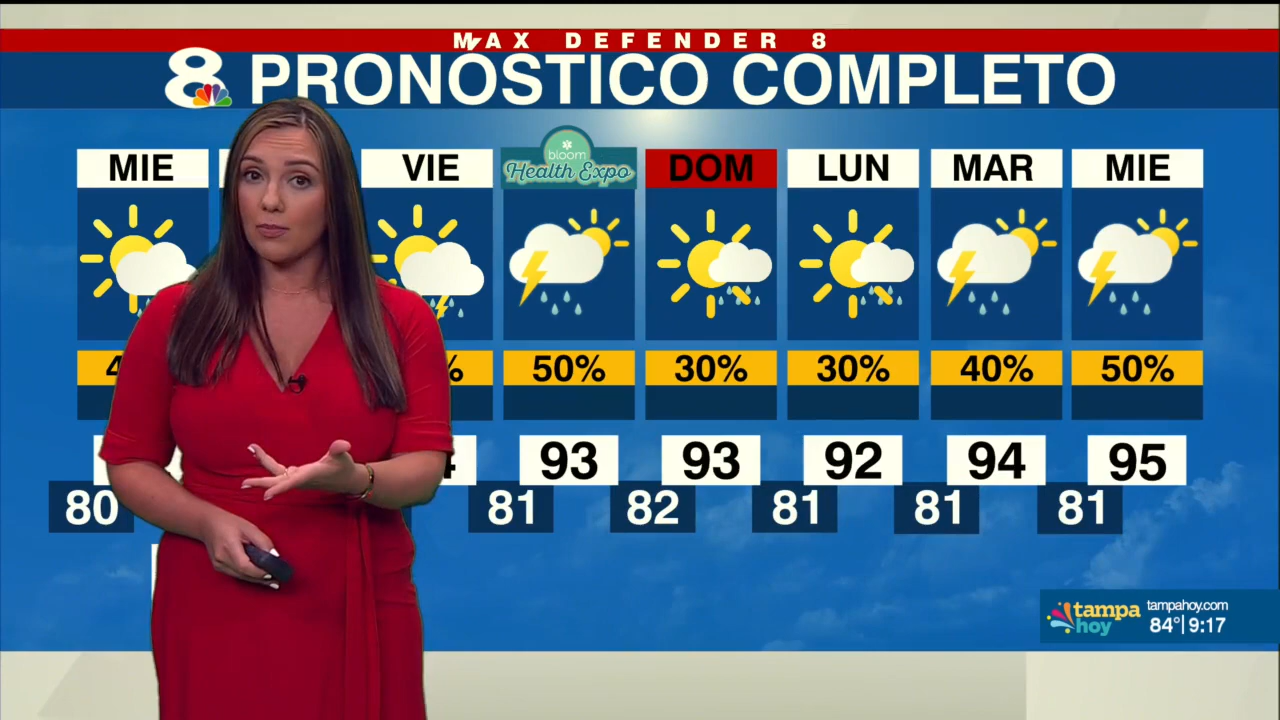 MAX DEFENDER 8
8 PRONÓSTICO COMPLETO
MIE VIE bloom Health Expo DOM LUN MAR MIE
50% 30% 30% 40% 50%
93 93 92 94 95
80 81 82 81 81 81
tampa hoy
tampahoy.com
84° | 9:17